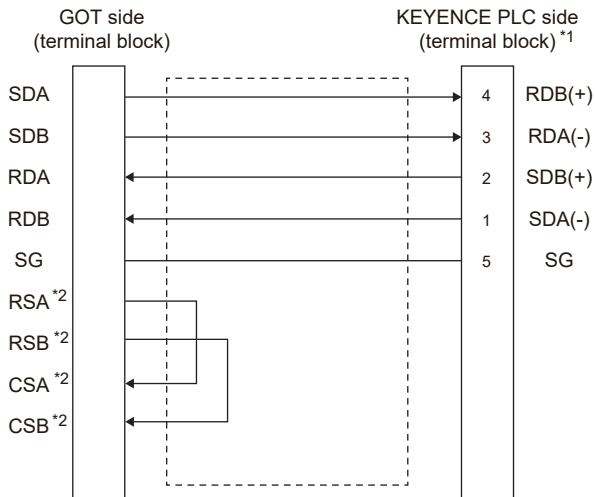 GOT side
(terminal block)
KEYENCE PLC side
(terminal block) *1
SDA 4 RDB(+)
SDB 3 RDA(-)
RDA 2 SDB(+)
RDB 1 SDA(-)
SG 5 SG
RSA *2
RSB *2
CSA *2
CSB *2